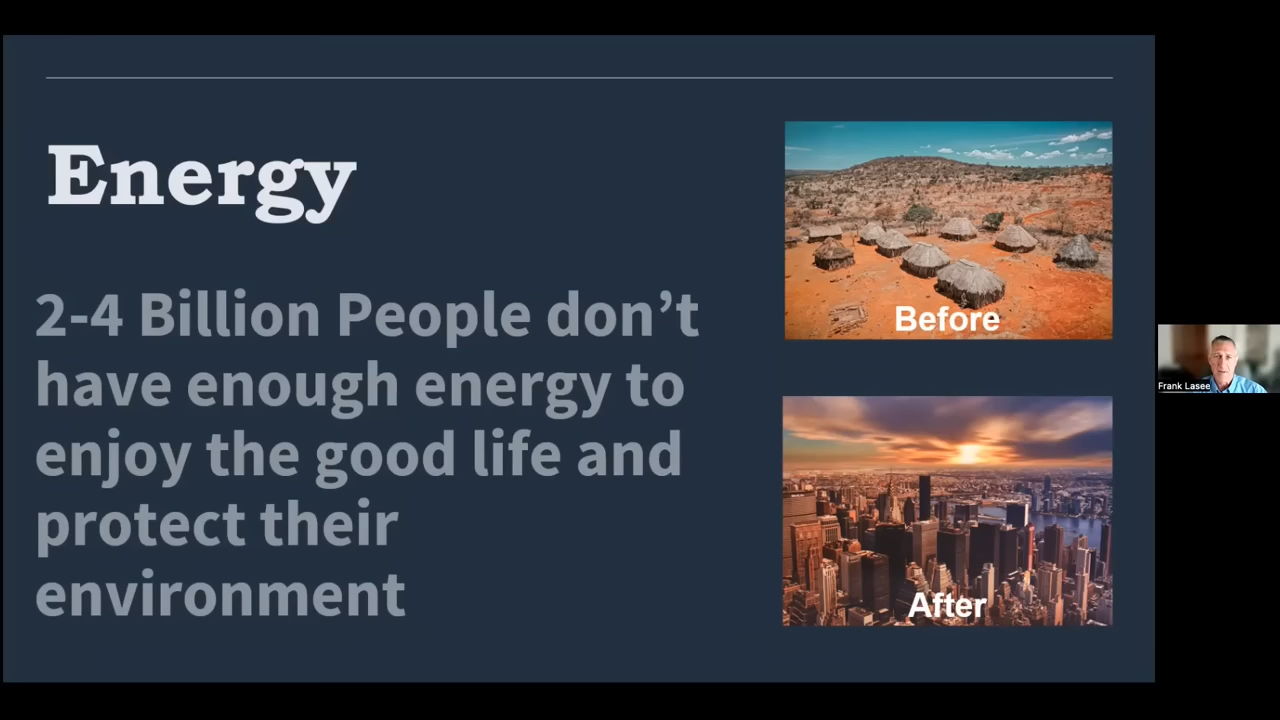 Energy
2-4 Billion People don’t
have enough energy to
enjoy the good life and
protect their
environment
Before
After
Frank Lasee